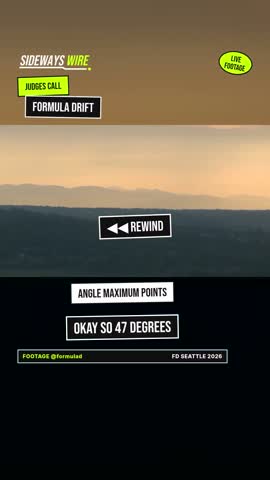 SIDEWAYS WIRE.
LIVE
FOOTAGE
JUDGES CALL
FORMULA DRIFT
REWIND
ANGLE MAXIMUM POINTS
OKAY SO 47 DEGREES
FOOTAGE @formulad
FD SEATTLE 2026